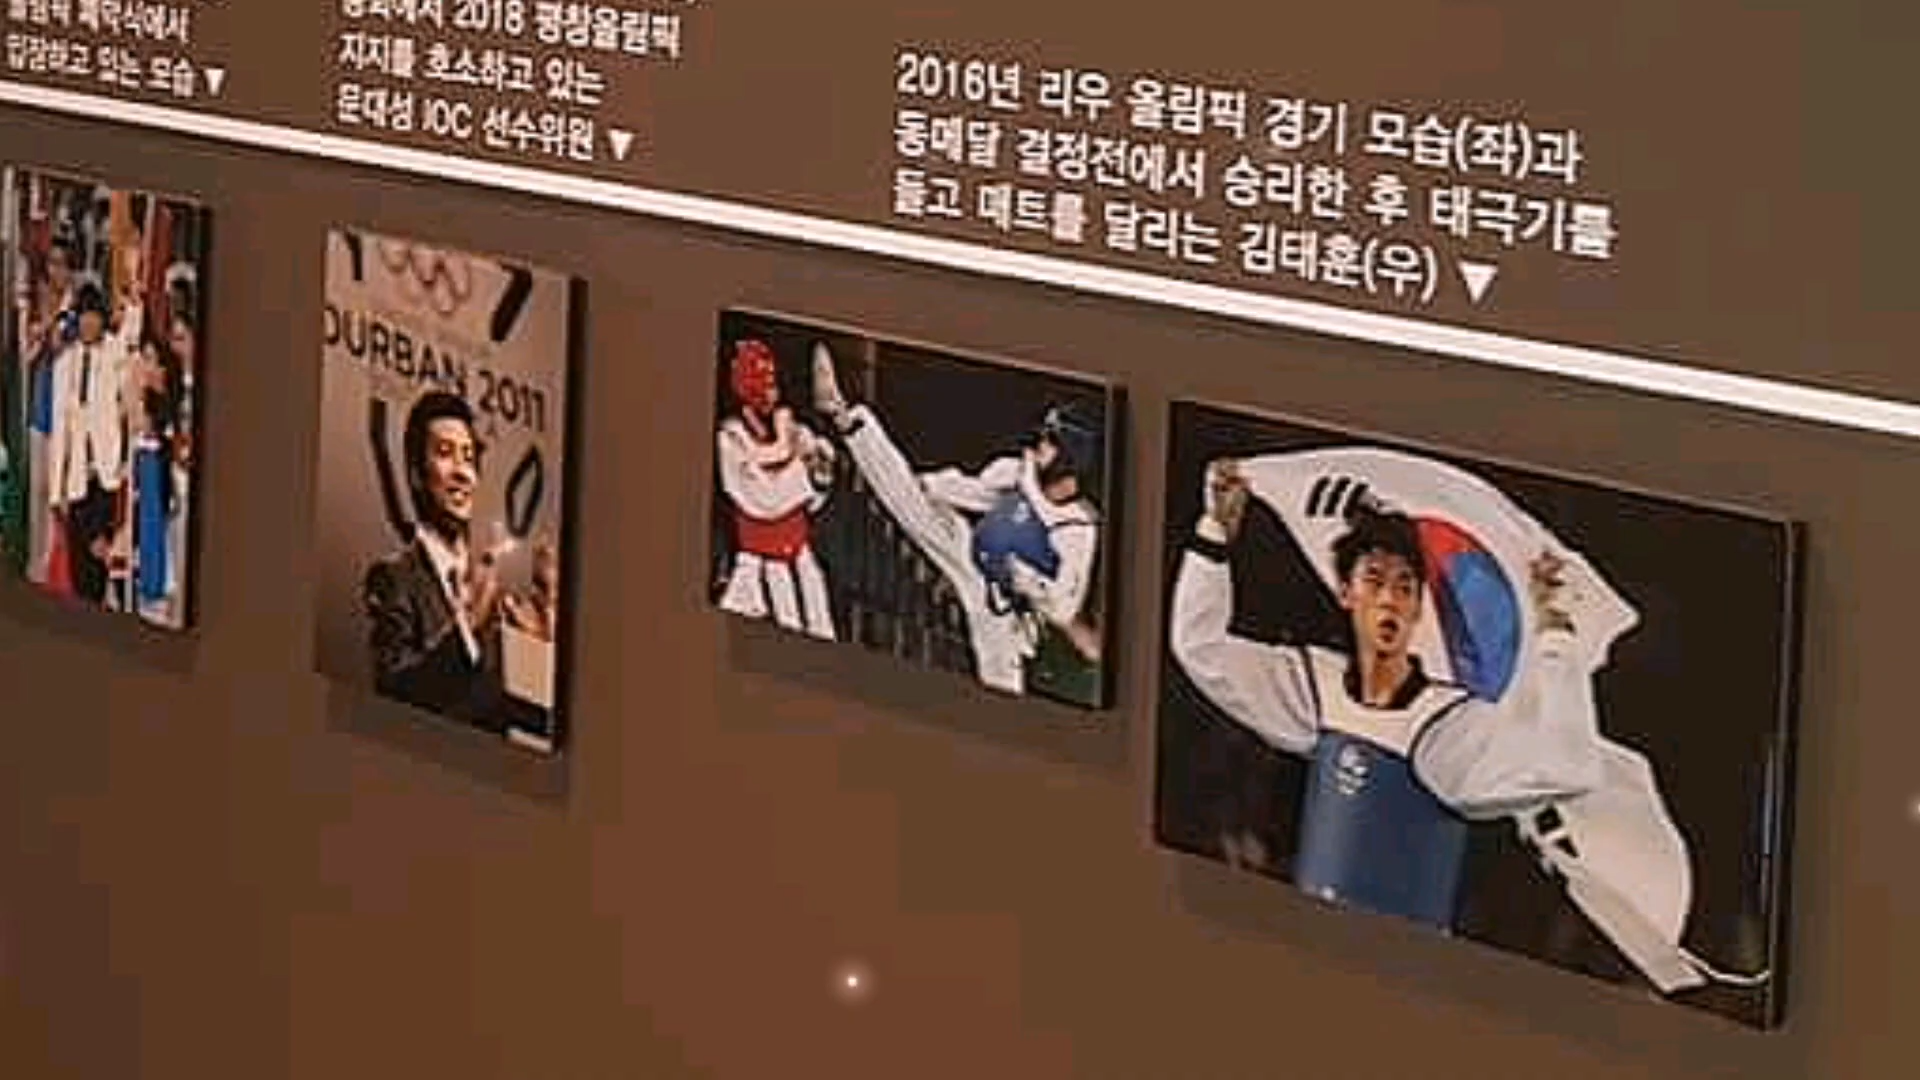 폐막식에서
입장하고 있는 모습▼
총회에서 2018 평창올림픽
지지를 호소하고 있는
문대성 IOC 선수위원▼
2016년 리우 올림픽 경기 모습(좌)과
동메달 결정전에서 승리한 후 태극기를
들고 매트를 달리는 김태훈(우) ▼
DURBAN 2011